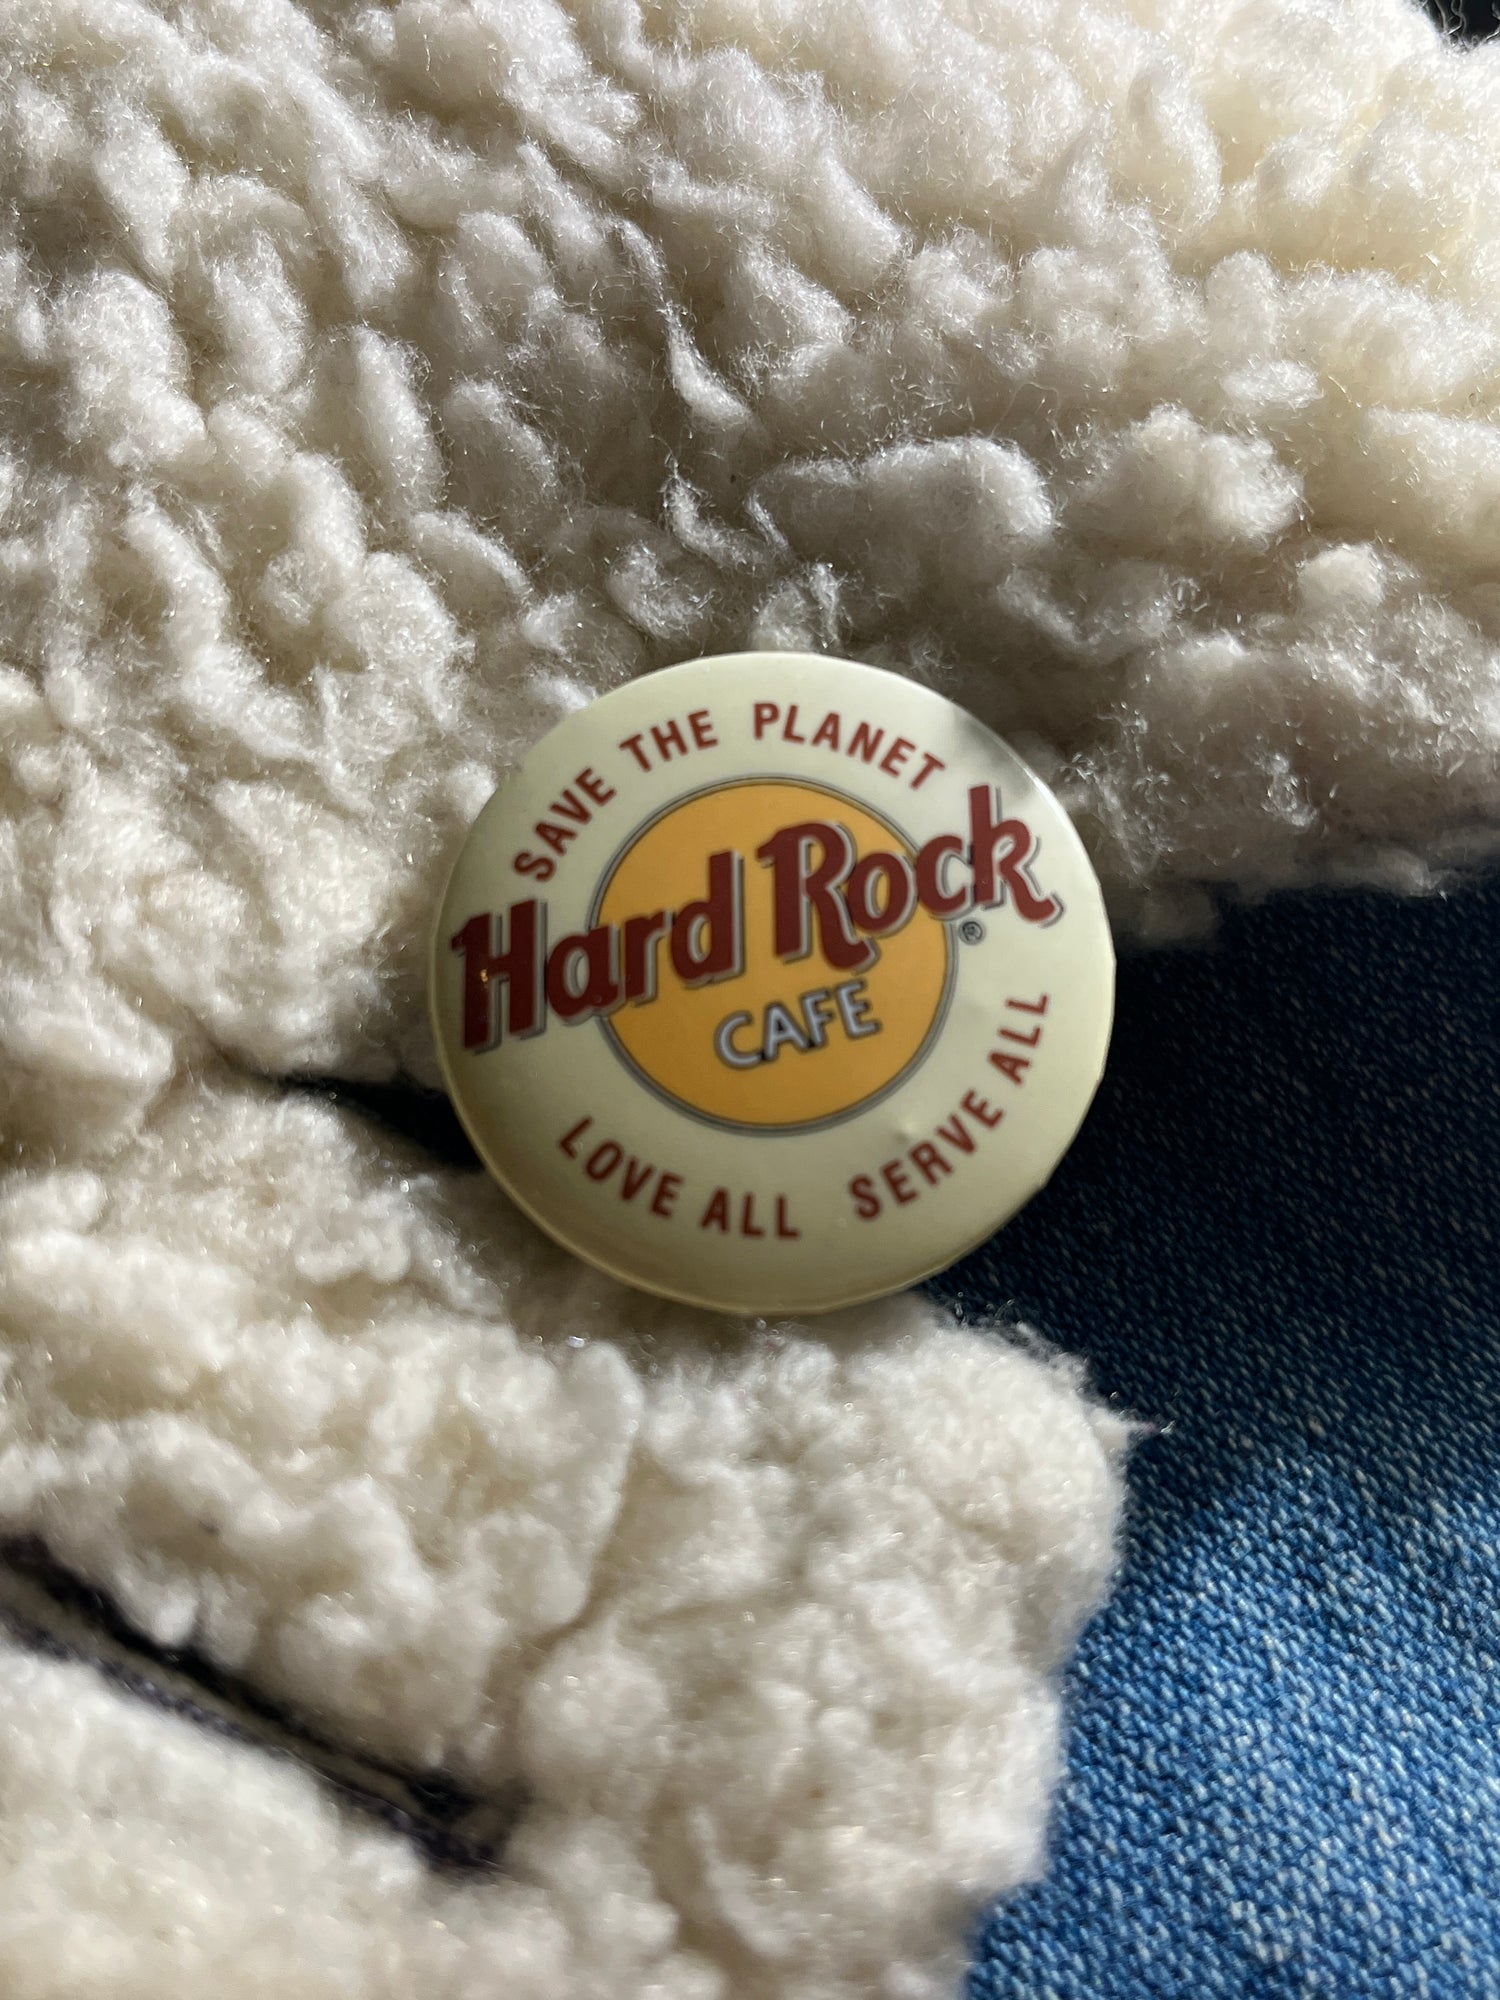 SAVE THE PLANET
Hard Rock
®
CAFE
LOVE ALL SERVE ALL